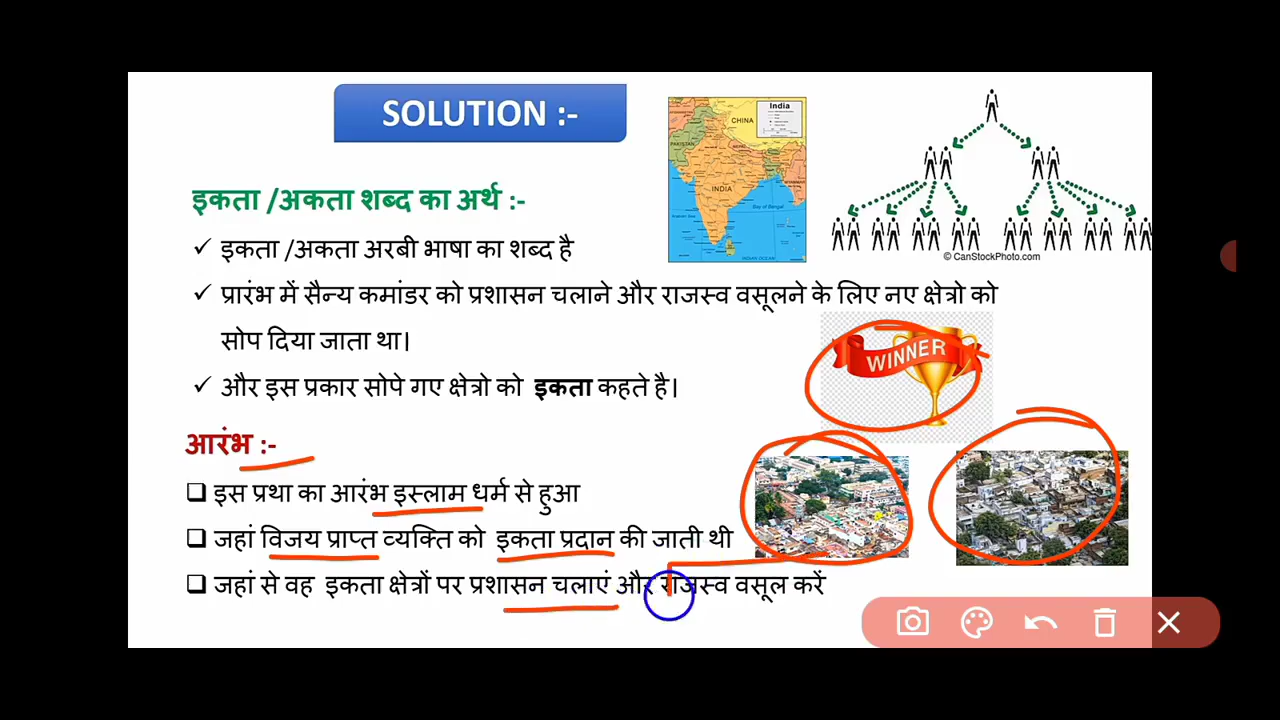 SOLUTION :-
India
CHINA
PAKISTAN
INDIA
Bay of Bengal
INDIAN OCEAN
© CanStockPhoto.com
इकता /अकता शब्द का अर्थ :-
✓ इकता /अकता अरबी भाषा का शब्द है
✓ प्रारंभ में सैन्य कमांडर को प्रशासन चलाने और राजस्व वसूलने के लिए नए क्षेत्रो को
सोप दिया जाता था।
✓ और इस प्रकार सोपे गए क्षेत्रो को इकता कहते है।
WINNER
आरंभ :-
❑ इस प्रथा का आरंभ इस्लाम धर्म से हुआ
❑ जहां विजय प्राप्त व्यक्ति को इकता प्रदान की जाती थी
❑ जहां से वह इकता क्षेत्रों पर प्रशासन चलाएं और राजस्व वसूल करें